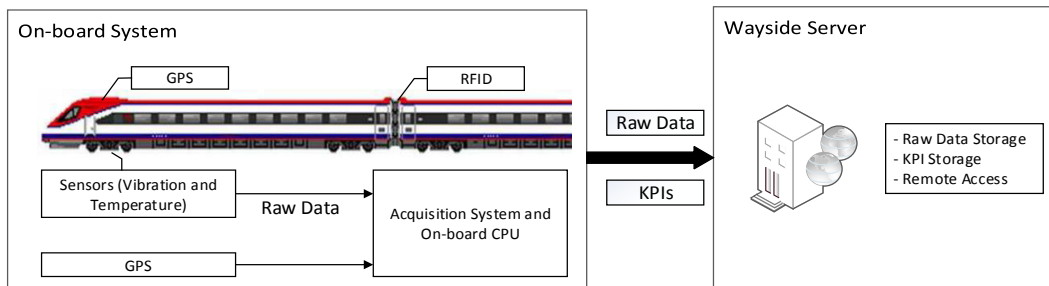 On-board System
GPS
RFID
Sensors (Vibration and
Temperature)
Raw Data
Acquisition System and
On-board CPU
GPS
Raw Data
KPIs
Wayside Server
- Raw Data Storage
- KPI Storage
- Remote Access